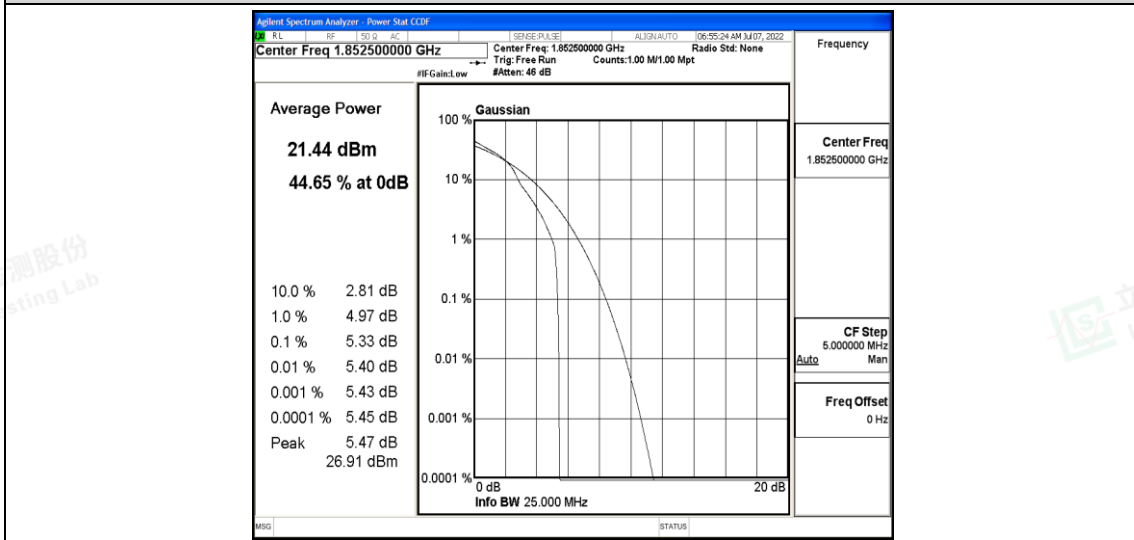 Agilent Spectrum Analyzer - Power Stat CCDF
LXI RL RF 50 Ω AC SENSE:PULSE ALIGNAUTO 06:55:24 AM Jul 07, 2022
Center Freq 1.852500000 GHz
Center Freq: 1.852500000 GHz Radio Std: None
Trig: Free Run Counts:1.00 M/1.00 Mpt
#IFGain:Low #Atten: 46 dB
Frequency
Average Power
21.44 dBm
44.65 % at 0dB
10.0 % 2.81 dB
1.0 % 4.97 dB
0.1 % 5.33 dB
0.01 % 5.40 dB
0.001 % 5.43 dB
0.0001 % 5.45 dB
Peak 5.47 dB
26.91 dBm
Gaussian
100 %
10 %
1 %
0.1 %
0.01 %
0.001 %
0.0001 %
0 dB 20 dB
Info BW 25.000 MHz
Center Freq
1.852500000 GHz
CF Step
5.000000 MHz
Auto Man
Freq Offset
0 Hz
MSG STATUS
测股份
sting Lab
立